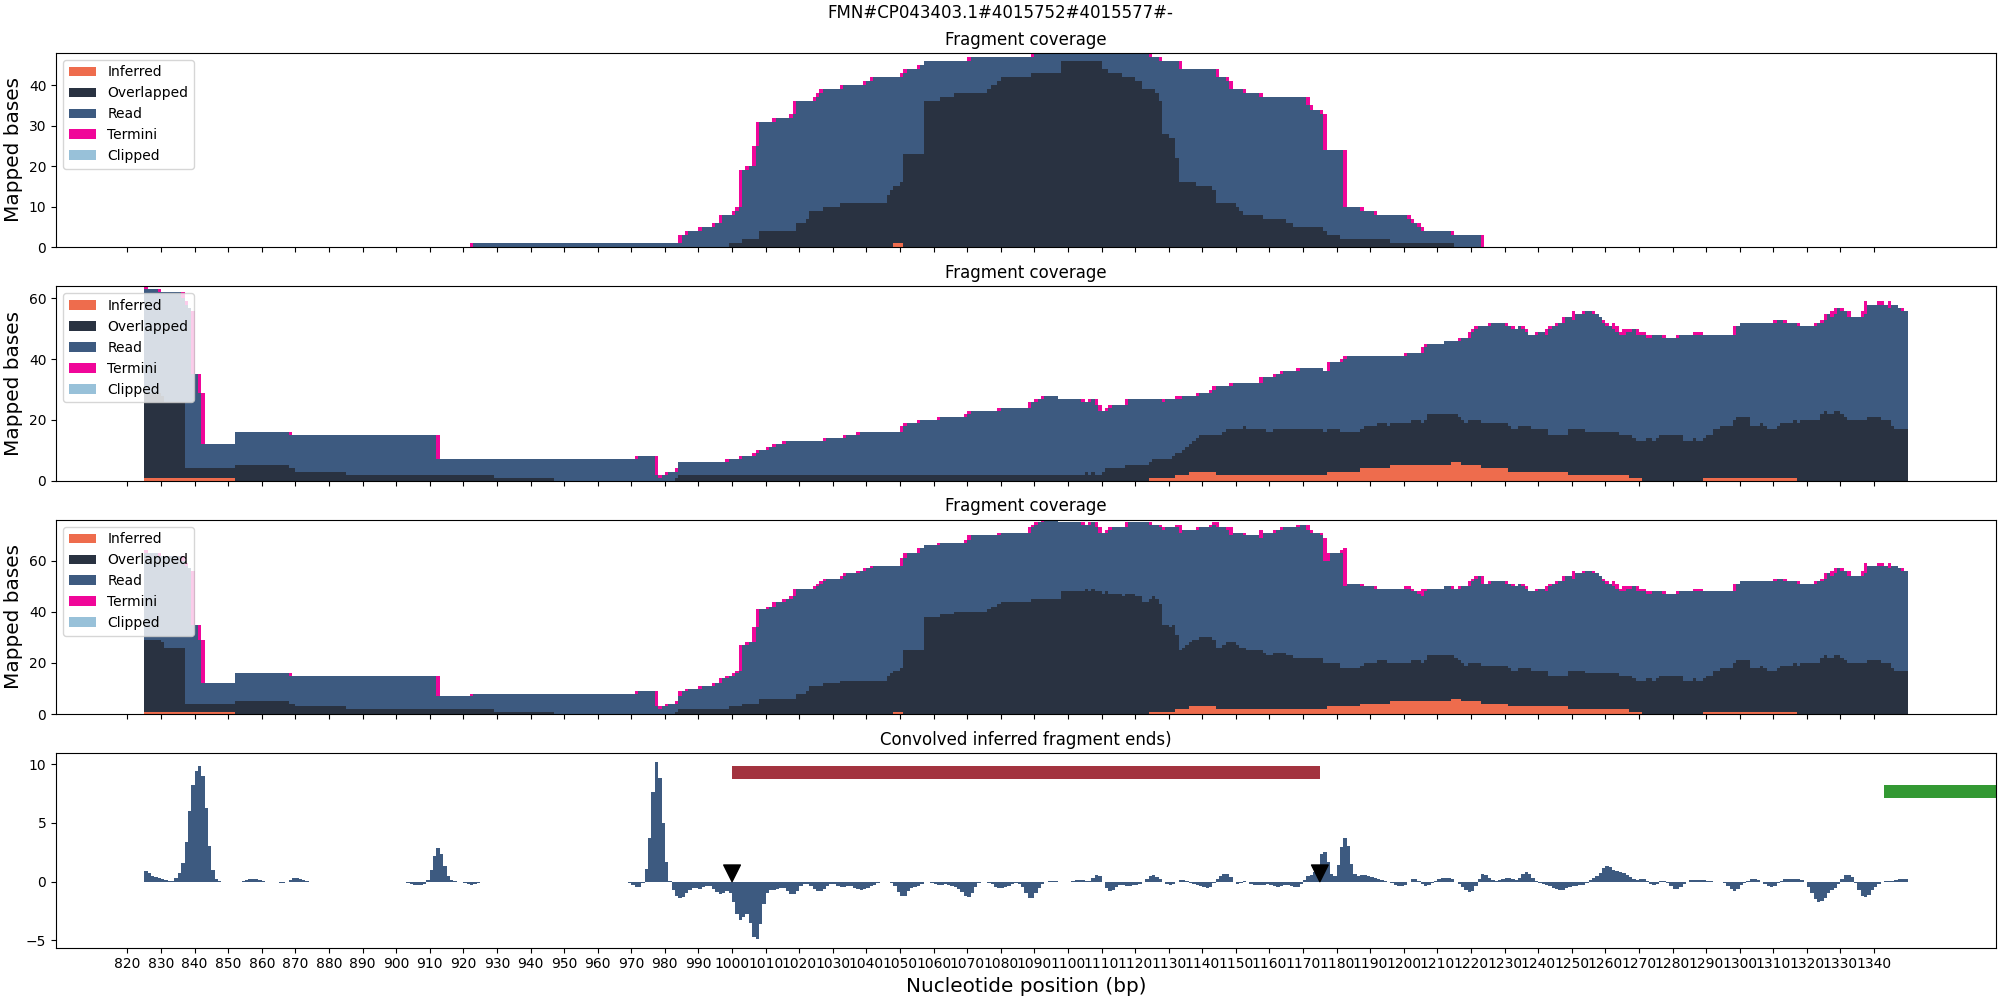 FMN#CP043403.1#4015752#4015577#-
Fragment coverage
Mapped bases
40
30
20
10
0
Inferred
Overlapped
Read
Termini
Clipped
Fragment coverage
Mapped bases
60
40
20
0
Inferred
Overlapped
Read
Termini
Clipped
Fragment coverage
Mapped bases
60
40
20
0
Inferred
Overlapped
Read
Termini
Clipped
Convolved inferred fragment ends)
10
5
0
−5
820 830 840 850 860 870 880 890 900 910 920 930 940 950 960 970 980 990 1000 1010 1020 1030 1040 1050 1060 1070 1080 1090 1100 1110 1120 1130 1140 1150 1160 1170 1180 1190 1200 1210 1220 1230 1240 1250 1260 1270 1280 1290 1300 1310 1320 1330 1340
Nucleotide position (bp)